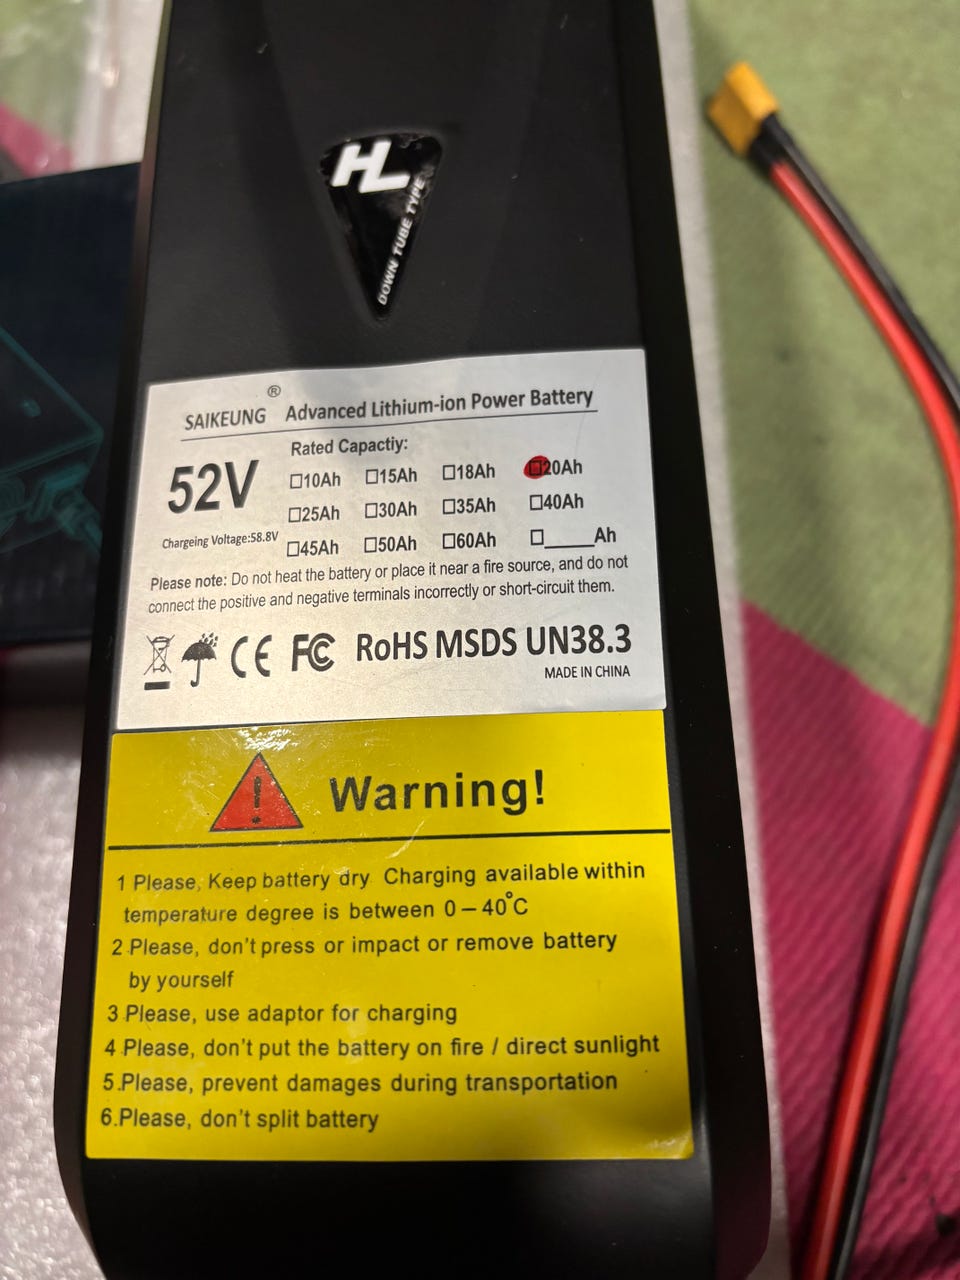 HL
DOWN TUBE TYPE
SAIKEUNG ® Advanced Lithium-ion Power Battery
Rated Capactiy:
52V
□10Ah □15Ah □18Ah □20Ah
□25Ah □30Ah □35Ah □40Ah
Chargeing Voltage:58.8V
□45Ah □50Ah □60Ah □_____Ah
Please note: Do not heat the battery or place it near a fire source, and do not
connect the positive and negative terminals incorrectly or short-circuit them.
CE FC RoHS MSDS UN38.3
MADE IN CHINA
Warning!
1 Please, Keep battery dry Charging available within
temperature degree is between 0 – 40°C
2 Please, don't press or impact or remove battery
by yourself
3 Please, use adaptor for charging
4 Please, don't put the battery on fire / direct sunlight
5.Please, prevent damages during transportation
6.Please, don't split battery